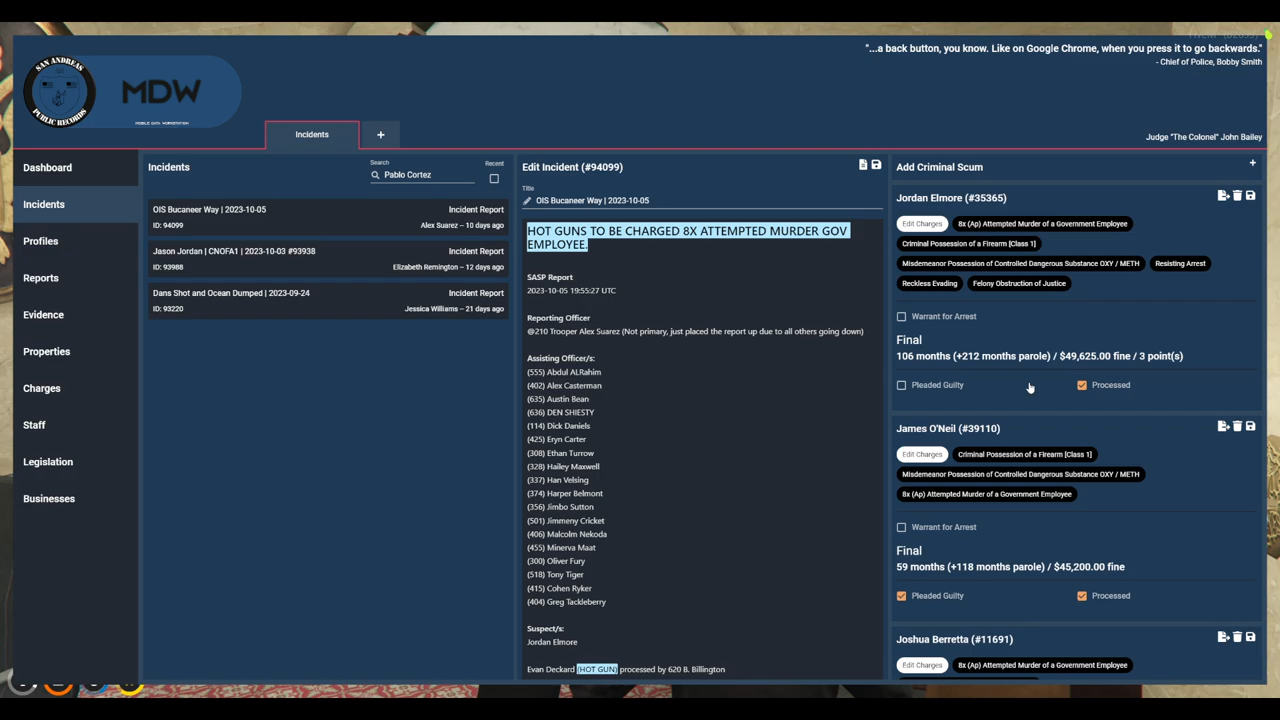 "...a back button, you know. Like on Google Chrome, when you press it to go backwards."
- Chief of Police, Bobby Smith
SAN ANDREAS
PUBLIC RECORDS
MDW
MOBILE DATA WORKSTATION
Incidents
+
Judge "The Colonel" John Bailey
Dashboard
Incidents
Profiles
Reports
Evidence
Properties
Charges
Staff
Legislation
Businesses
Incidents
Search
Pablo Cortez
Recent
OIS Bucaneer Way | 2023-10-05
Incident Report
ID: 94099
Alex Suarez – 10 days ago
Jason Jordan | CNOFA1 | 2023-10-03 #93938
Incident Report
ID: 93988
Elizabeth Remington – 12 days ago
Dans Shot and Ocean Dumped | 2023-09-24
Incident Report
ID: 93220
Jessica Williams – 21 days ago
Edit Incident (#94099)
Title
OIS Bucaneer Way | 2023-10-05
HOT GUNS TO BE CHARGED 8X ATTEMPTED MURDER GOV
EMPLOYEE.
SASP Report
2023-10-05 19:55:27 UTC
Reporting Officer
@210 Trooper Alex Suarez (Not primary, just placed the report up due to all others going down)
Assisting Officer/s:
(555) Abdul ALRahim
(402) Alex Casterman
(635) Austin Bean
(636) DEN SHIESTY
(114) Dick Daniels
(425) Eryn Carter
(308) Ethan Turrow
(328) Hailey Maxwell
(337) Han Velsing
(374) Harper Belmont
(356) Jimbo Sutton
(501) Jimmeny Cricket
(406) Malcolm Nekoda
(455) Minerva Maat
(300) Oliver Fury
(518) Tony Tiger
(415) Cohen Ryker
(404) Greg Tackleberry
Suspect/s:
Jordan Elmore
Evan Deckard (HOT GUN) processed by 620 B. Billington
Add Criminal Scum
+
Jordan Elmore (#35365)
Edit Charges
8x (Ap) Attempted Murder of a Government Employee
Criminal Possession of a Firearm [Class 1]
Misdemeanor Possession of Controlled Dangerous Substance OXY / METH
Resisting Arrest
Reckless Evading
Felony Obstruction of Justice
Warrant for Arrest
Final
106 months (+212 months parole) / $49,625.00 fine / 3 point(s)
Pleaded Guilty
Processed
James O'Neil (#39110)
Edit Charges
Criminal Possession of a Firearm [Class 1]
Misdemeanor Possession of Controlled Dangerous Substance OXY / METH
8x (Ap) Attempted Murder of a Government Employee
Warrant for Arrest
Final
59 months (+118 months parole) / $45,200.00 fine
Pleaded Guilty
Processed
Joshua Berretta (#11691)
Edit Charges
8x (Ap) Attempted Murder of a Government Employee